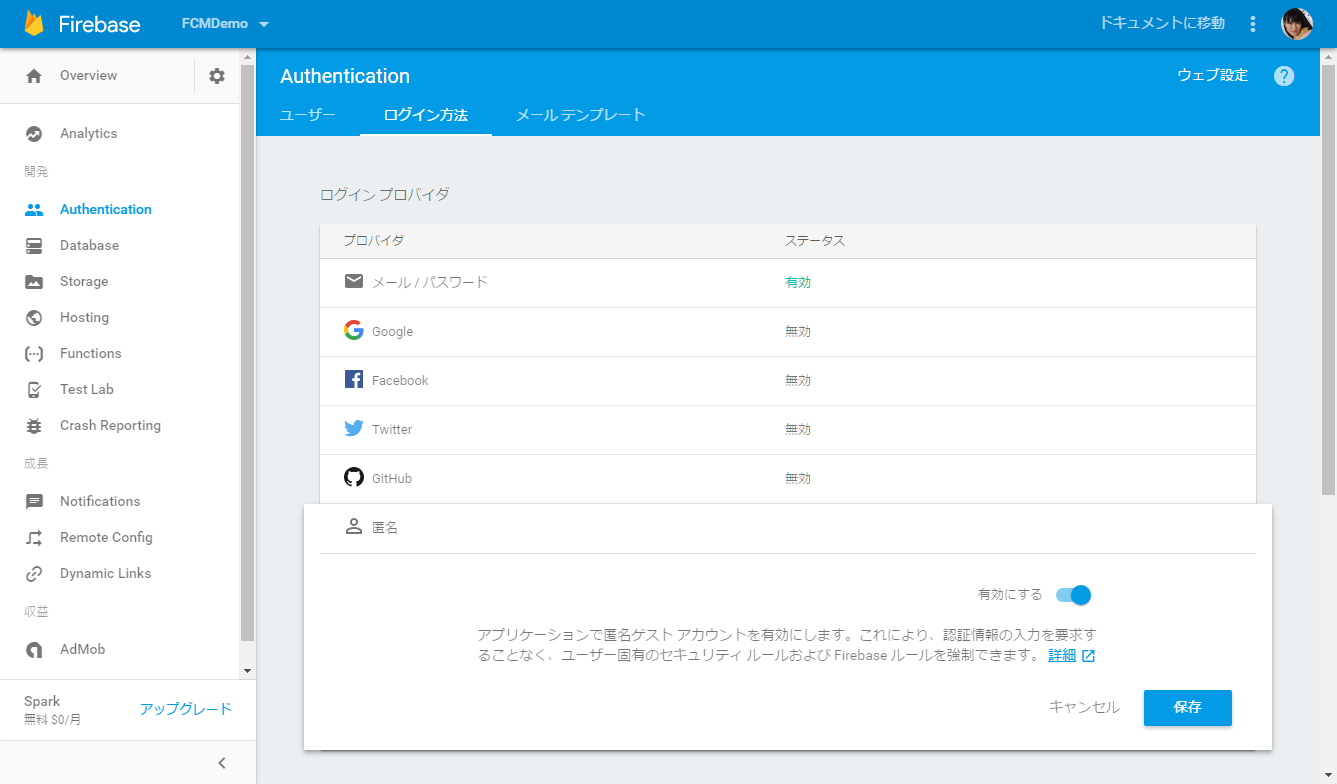 Firebase
FCMDemo
ドキュメントに移動
Overview
Analytics
開発
Authentication
Database
Storage
Hosting
Functions
Test Lab
Crash Reporting
成長
Notifications
Remote Config
Dynamic Links
収益
AdMob
Spark
無料 $0/月
アップグレード
Authentication
ウェブ設定
?
ユーザー
ログイン方法
メール テンプレート
ログイン プロバイダ
プロバイダ ステータス
メール / パスワード 有効
Google 無効
Facebook 無効
Twitter 無効
GitHub 無効
匿名
有効にする
アプリケーションで匿名ゲスト アカウントを有効にします。これにより、認証情報の入力を要求す
ることなく、ユーザー固有のセキュリティ ルールおよび Firebase ルールを強制できます。 詳細
キャンセル
保存